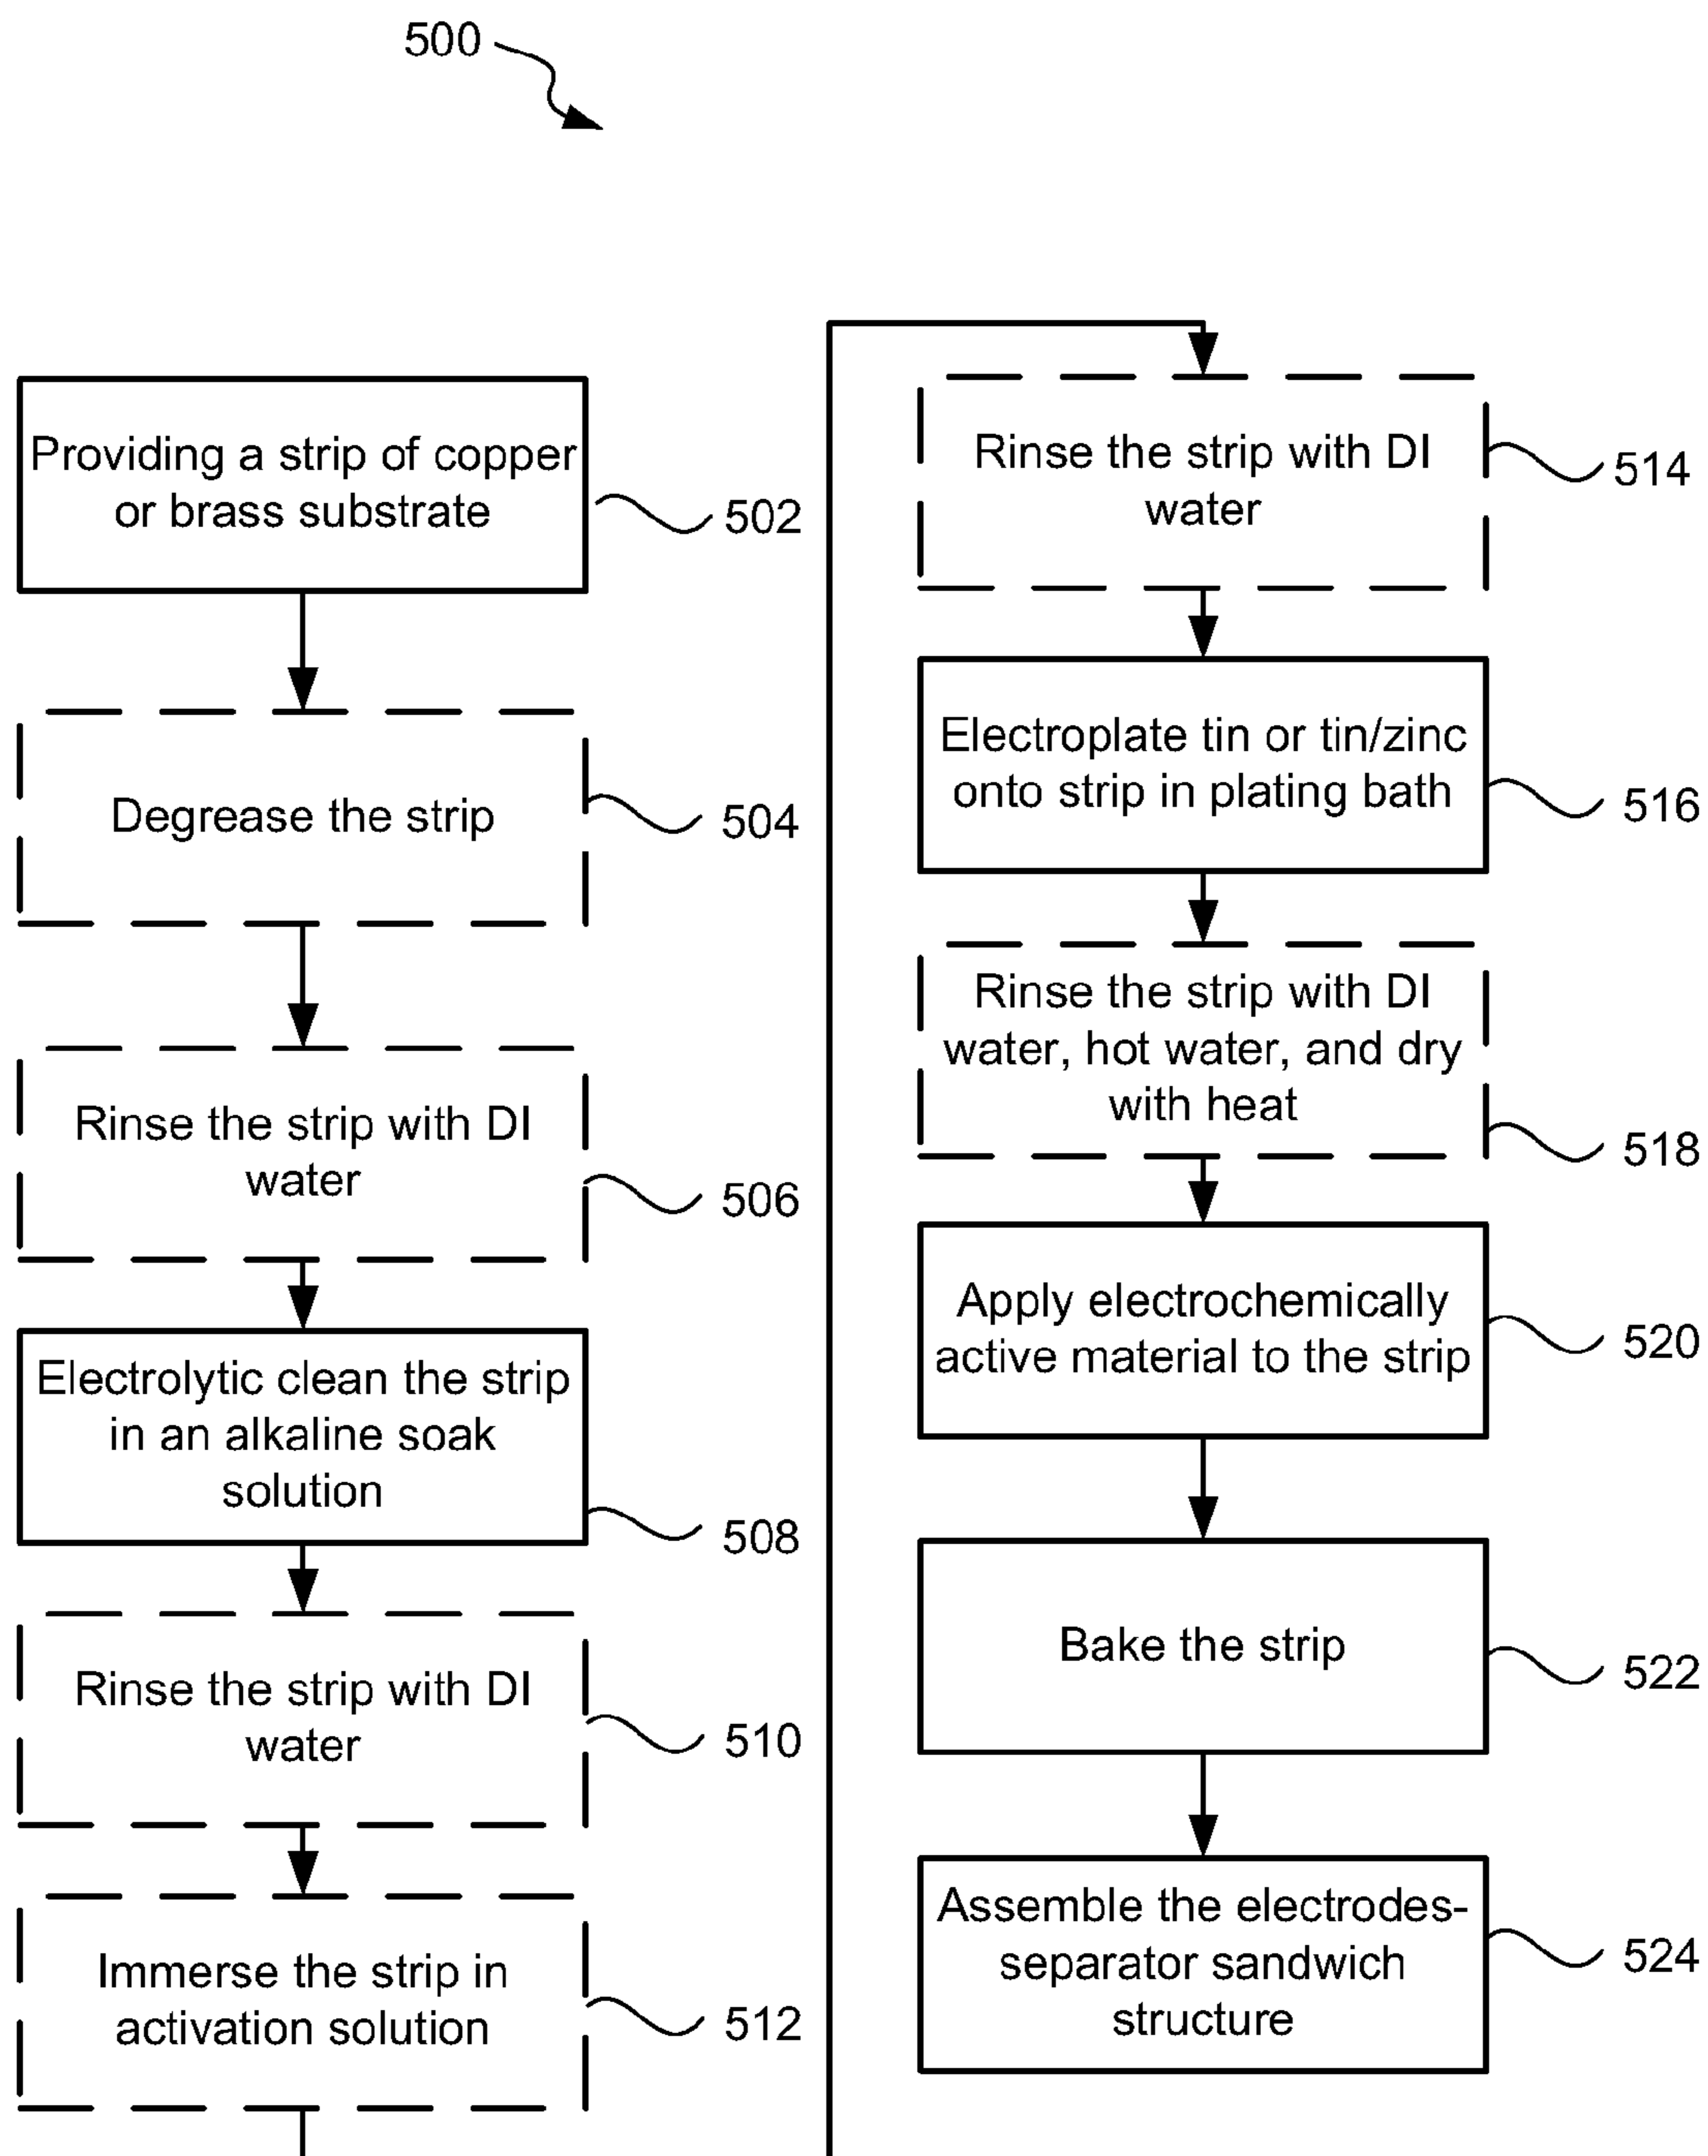 500
Providing a strip of copper
or brass substrate
502
Degrease the strip
504
Rinse the strip with DI
water
506
Electrolytic clean the strip
in an alkaline soak
solution
508
Rinse the strip with DI
water
510
Immerse the strip in
activation solution
512
Rinse the strip with DI
water
514
Electroplate tin or tin/zinc
onto strip in plating bath
516
Rinse the strip with DI
water, hot water, and dry
with heat
518
Apply electrochemically
active material to the strip
520
Bake the strip
522
Assemble the electrodes-
separator sandwich
structure
524